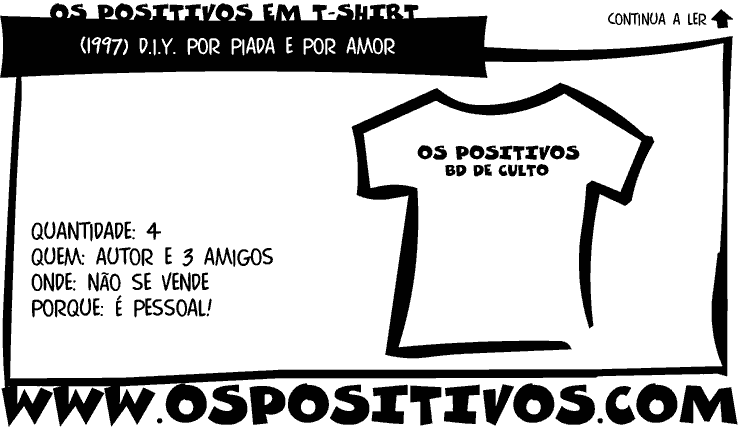 OS POSITIVOS EM T-SHIRT
CONTINUA A LER
(1997) D.I.Y. POR PIADA E POR AMOR
OS POSITIVOS
BD DE CULTO
QUANTIDADE: 4
QUEM: AUTOR E 3 AMIGOS
ONDE: NÃO SE VENDE
PORQUE: É PESSOAL!
WWW.OSPOSITIVOS.COM